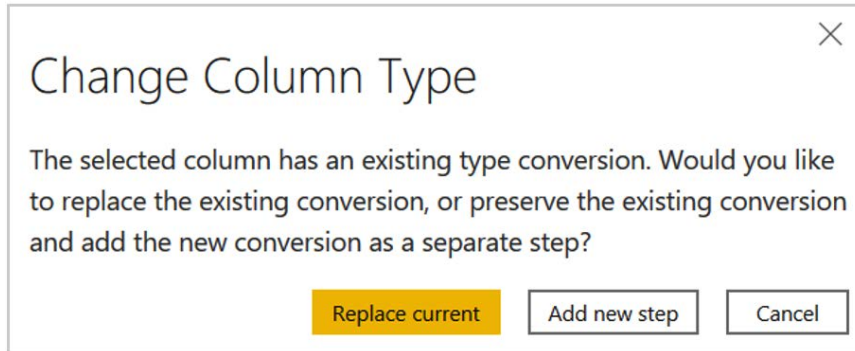 Change Column Type
The selected column has an existing type conversion. Would you like
to replace the existing conversion, or preserve the existing conversion
and add the new conversion as a separate step?
Replace current Add new step Cancel